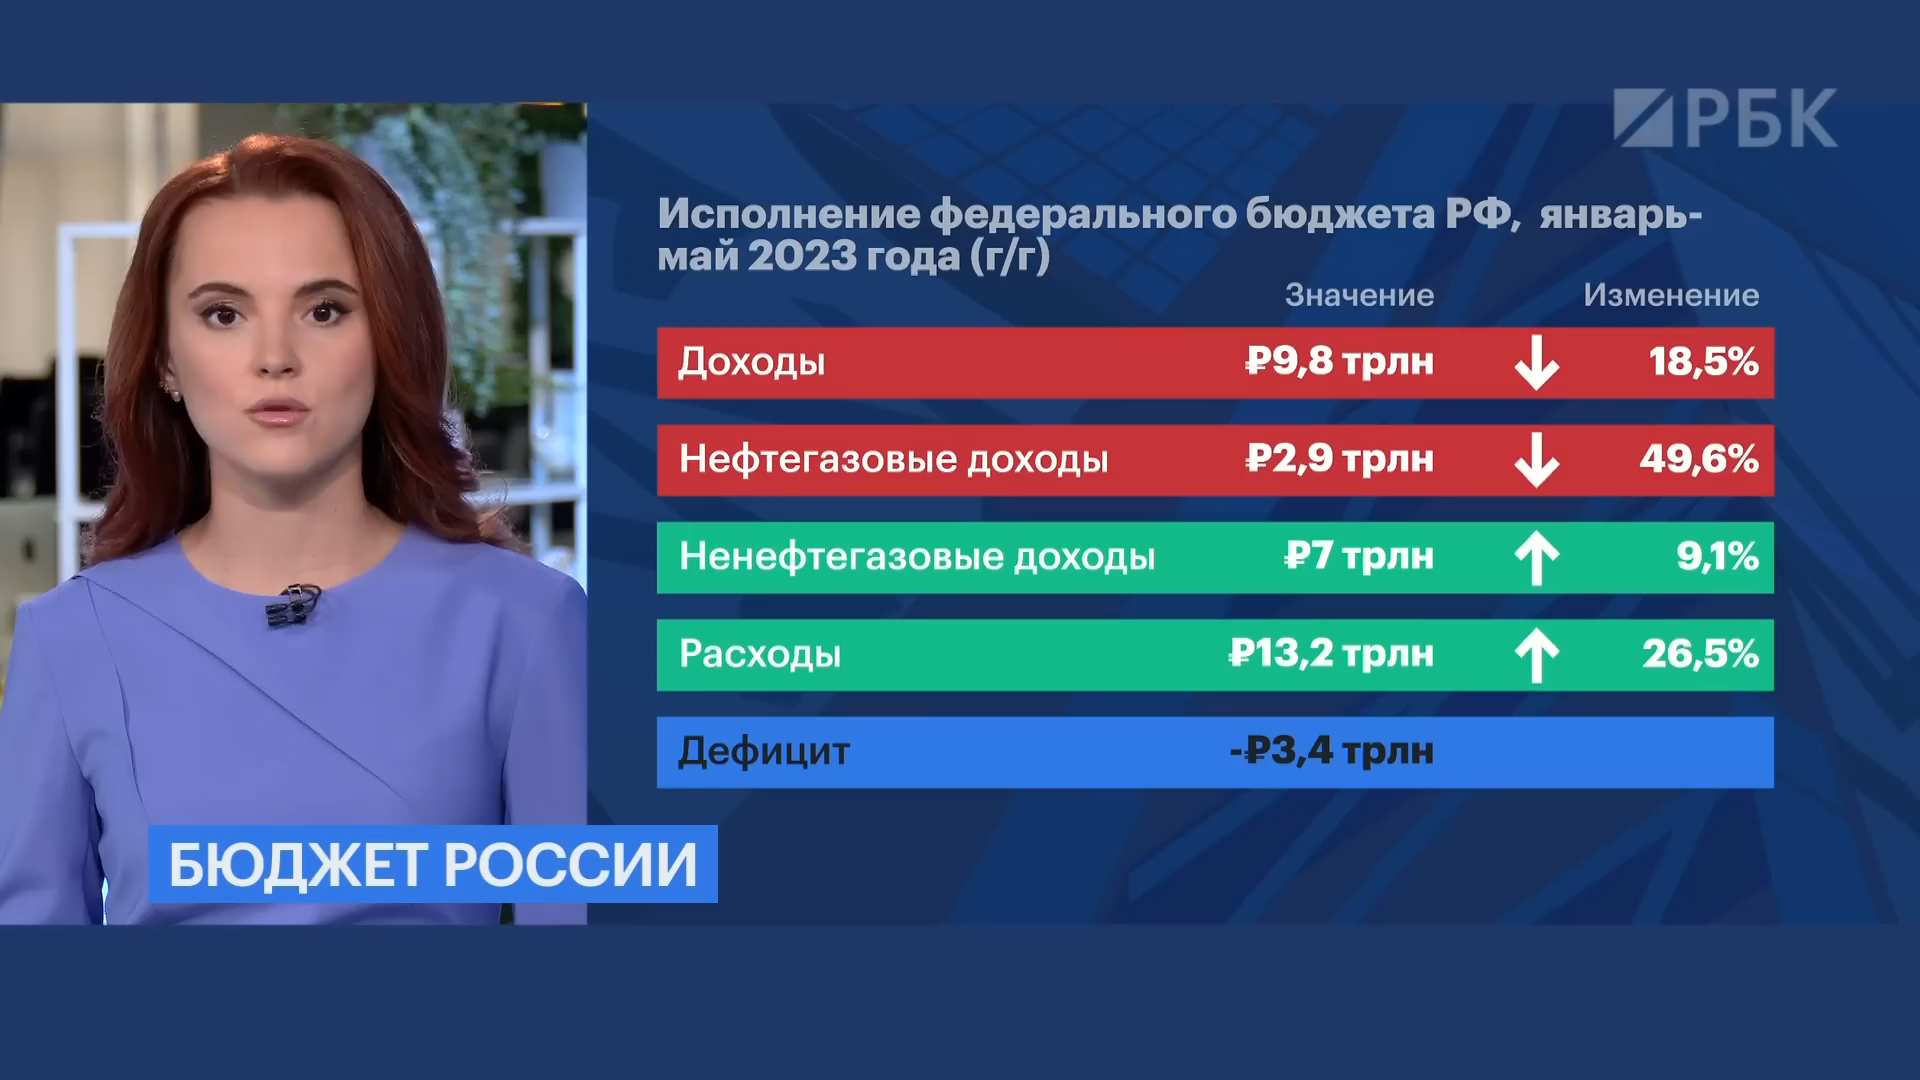 РБК
Исполнение федерального бюджета РФ, январь-
май 2023 года (г/г)
Значение Изменение
Доходы ₽9,8 трлн ↓ 18,5%
Нефтегазовые доходы ₽2,9 трлн ↓ 49,6%
Ненефтегазовые доходы ₽7 трлн ↑ 9,1%
Расходы ₽13,2 трлн ↑ 26,5%
Дефицит -₽3,4 трлн
БЮДЖЕТ РОССИИ